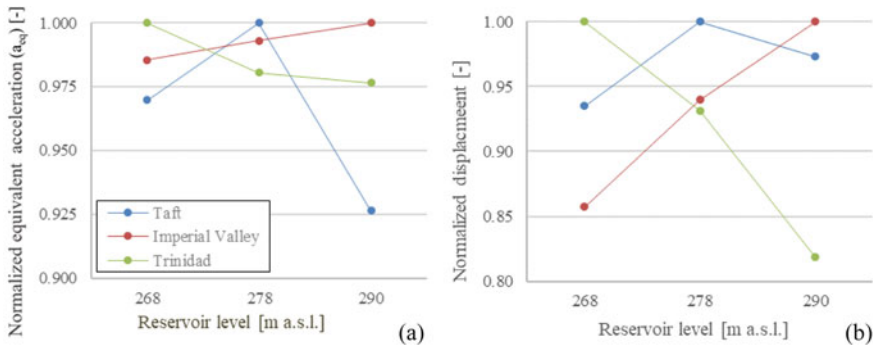 Normalized equivalent acceleration (aeq) [-]
1.000
0.975
0.950
0.925
0.900
Taft
Imperial Valley
Trinidad
268
278
290
Reservoir level [m a.s.l.]
(a)
Normalized displacmeent [-]
1.00
0.95
0.90
0.85
0.80
268
278
290
Reservoir level [m a.s.l.]
(b)